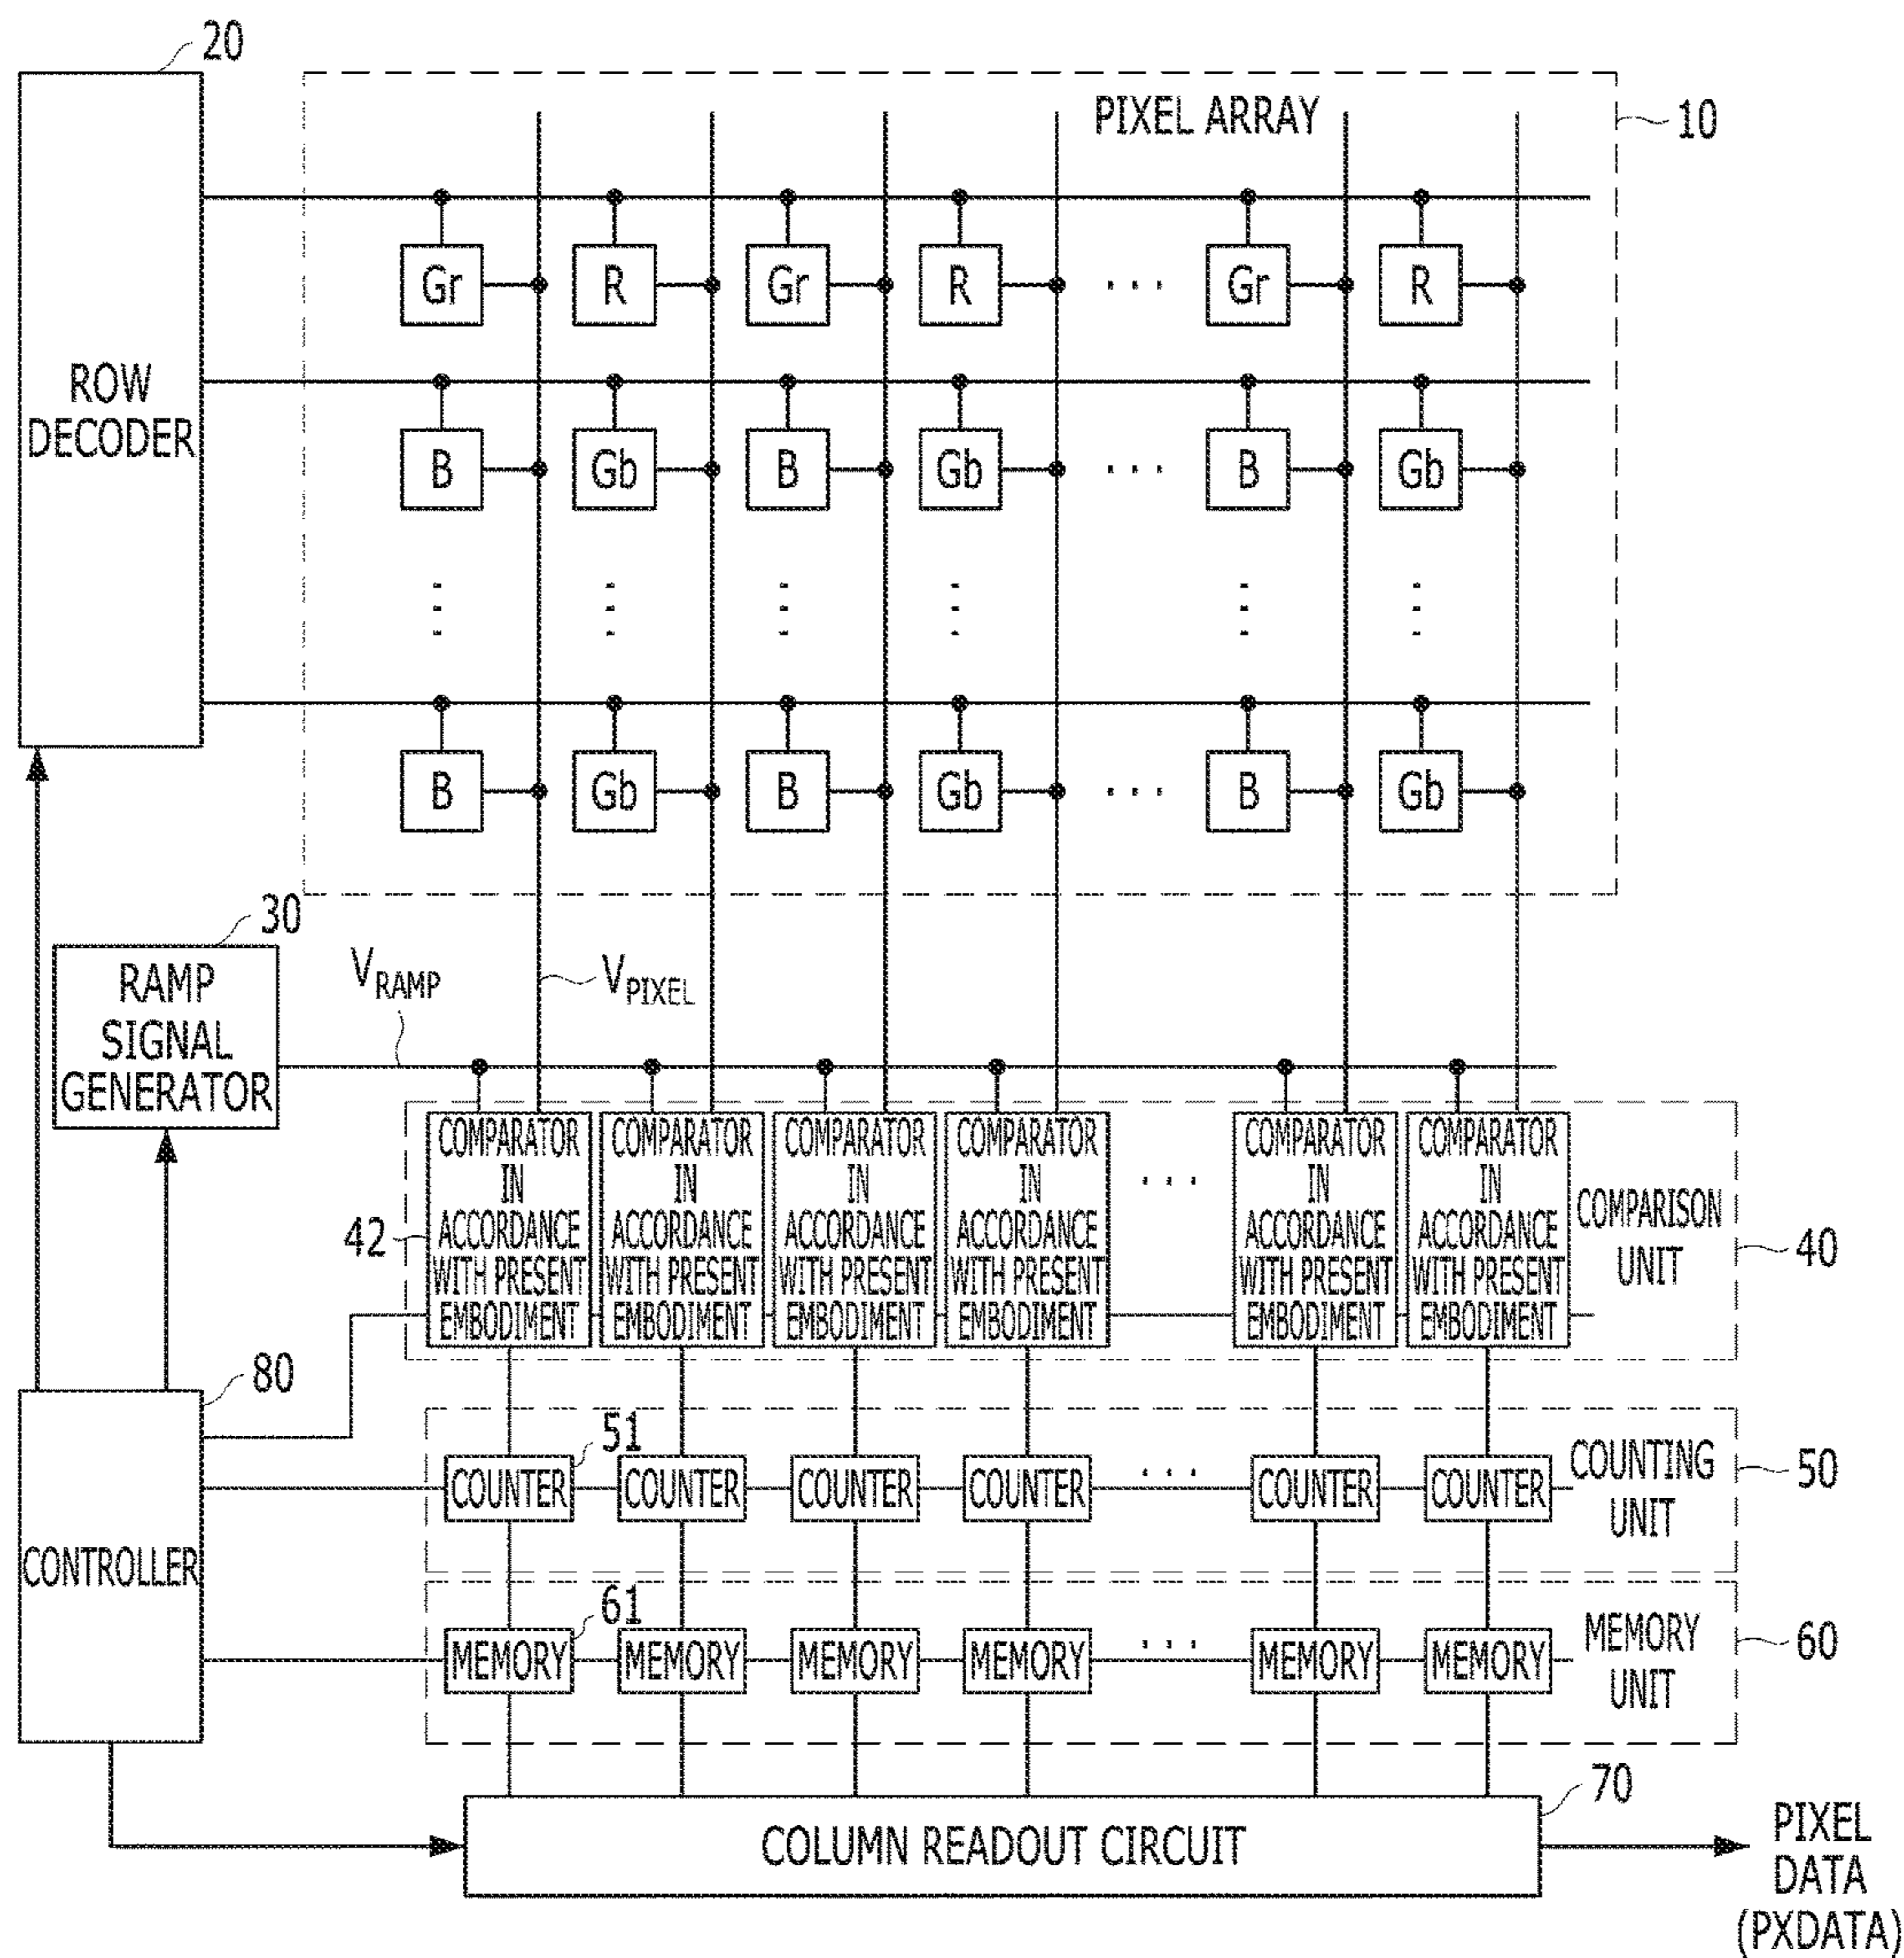 20
PIXEL ARRAY
10
Gr R Gr R ... Gr R
ROW
DECODER
B Gb B Gb ... B Gb
B Gb B Gb ... B Gb
30
RAMP
SIGNAL
GENERATOR
VRAMP
VPIXEL
COMPARATOR IN ACCORDANCE WITH PRESENT EMBODIMENT
COMPARATOR IN ACCORDANCE WITH PRESENT EMBODIMENT
COMPARATOR IN ACCORDANCE WITH PRESENT EMBODIMENT
COMPARATOR IN ACCORDANCE WITH PRESENT EMBODIMENT
...
COMPARATOR IN ACCORDANCE WITH PRESENT EMBODIMENT
COMPARATOR IN ACCORDANCE WITH PRESENT EMBODIMENT
42
COMPARISON
UNIT
40
80
CONTROLLER
51
COUNTER COUNTER COUNTER COUNTER ... COUNTER COUNTER
COUNTING
UNIT
50
61
MEMORY MEMORY MEMORY MEMORY ... MEMORY MEMORY
MEMORY
UNIT
60
70
COLUMN READOUT CIRCUIT
PIXEL
DATA
(PXDATA)